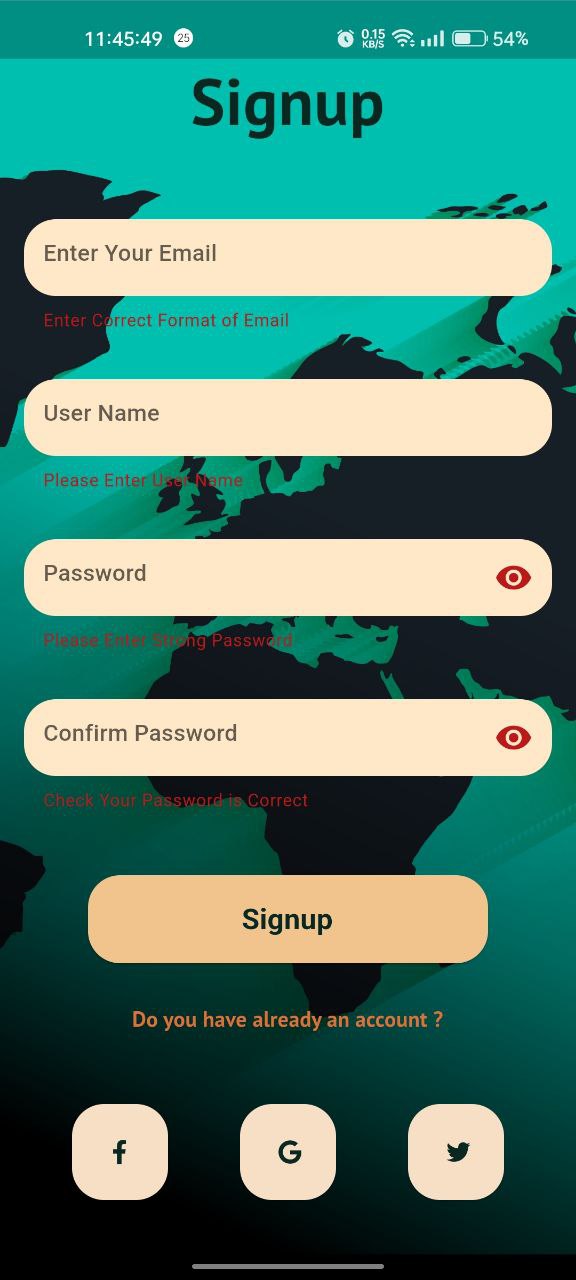 11:45:49 25 0.15 KB/S 54%
Signup
Enter Your Email
Enter Correct Format of Email
User Name
Please Enter User Name
Password
Please Enter Strong Password
Confirm Password
Check Your Password is Correct
Signup
Do you have already an account ?